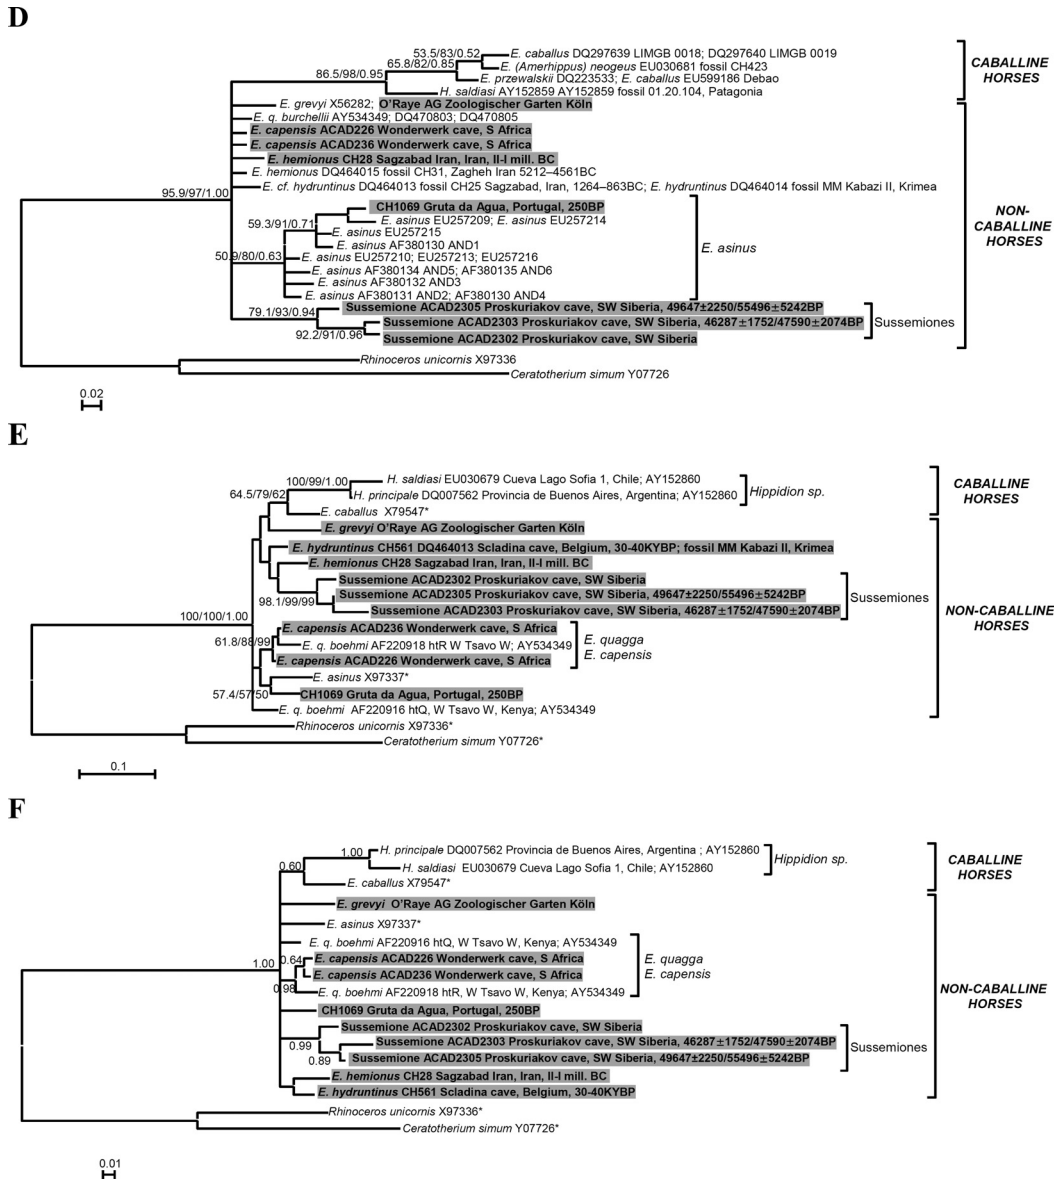 D
53.5/83/0.52
E. caballus DQ297639 LIMGB 0018; DQ297640 LIMGB 0019
65.8/82/0.85
E. (Amerhippus) neogeus EU030681 fossil CH423
86.5/98/0.95
E. przewalskii DQ223533; E. caballus EU599186 Debao
H. saldiasi AY152859 AY152859 fossil 01.20.104, Patagonia
CABALLINE
HORSES
E. grevyi X56282; O'Raye AG Zoologischer Garten Köln
E. q. burchellii AY534349; DQ470803; DQ470805
E. capensis ACAD226 Wonderwerk cave, S Africa
E. capensis ACAD236 Wonderwerk cave, S Africa
E. hemionus CH28 Sagzabad Iran, Iran, II-I mill. BC
E. hemionus DQ464015 fossil CH31, Zagheh Iran 5212–4561BC
E. cf. hydruntinus DQ464013 fossil CH25 Sagzabad, Iran, 1264–863BC; E. hydruntinus DQ464014 fossil MM Kabazi II, Krimea
95.9/97/1.00
CH1069 Gruta da Agua, Portugal, 250BP
E. asinus EU257209; E. asinus EU257214
59.3/91/0.71
E. asinus EU257215
E. asinus AF380130 AND1
50.9/80/0.63
E. asinus EU257210; EU257213; EU257216
E. asinus AF380134 AND5; AF380135 AND6
E. asinus AF380132 AND3
E. asinus AF380131 AND2; AF380130 AND4
E. asinus
NON-
CABALLINE
HORSES
Sussemione ACAD2305 Proskuriakov cave, SW Siberia, 49647±2250/55496±5242BP
79.1/93/0.94
Sussemione ACAD2303 Proskuriakov cave, SW Siberia, 46287±1752/47590±2074BP
92.2/91/0.96
Sussemione ACAD2302 Proskuriakov cave, SW Siberia
Sussemiones
Rhinoceros unicornis X97336
Ceratotherium simum Y07726
0.02
E
100/99/1.00
H. saldiasi EU030679 Cueva Lago Sofia 1, Chile; AY152860
64.5/79/62
H. principale DQ007562 Provincia de Buenos Aires, Argentina; AY152860
Hippidion sp.
E. caballus X79547*
CABALLINE
HORSES
E. grevyi O'Raye AG Zoologischer Garten Köln
E. hydruntinus CH561 DQ464013 Scladina cave, Belgium, 30-40KYBP; fossil MM Kabazi II, Krimea
E. hemionus CH28 Sagzabad Iran, Iran, II-I mill. BC
Sussemione ACAD2302 Proskuriakov cave, SW Siberia
Sussemione ACAD2305 Proskuriakov cave, SW Siberia, 49647±2250/55496±5242BP
98.1/99/99
Sussemione ACAD2303 Proskuriakov cave, SW Siberia, 46287±1752/47590±2074BP
Sussemiones
100/100/1.00
E. capensis ACAD236 Wonderwerk cave, S Africa
61.8/88/99
E. q. boehmi AF220918 htR W Tsavo W; AY534349
E. capensis ACAD226 Wonderwerk cave, S Africa
E. quagga
E. capensis
NON-CABALLINE
HORSES
E. asinus X97337*
57.4/57/50
CH1069 Gruta da Agua, Portugal, 250BP
E. q. boehmi AF220916 htQ, W Tsavo W, Kenya; AY534349
Rhinoceros unicornis X97336*
Ceratotherium simum Y07726*
0.1
F
1.00
H. principale DQ007562 Provincia de Buenos Aires, Argentina ; AY152860
0.60
H. saldiasi EU030679 Cueva Lago Sofia 1, Chile; AY152860
Hippidion sp.
E. caballus X79547*
CABALLINE
HORSES
E. grevyi O'Raye AG Zoologischer Garten Köln
E. asinus X97337*
E. q. boehmi AF220916 htQ, W Tsavo W, Kenya; AY534349
0.64
E. capensis ACAD226 Wonderwerk cave, S Africa
1.00
E. capensis ACAD236 Wonderwerk cave, S Africa
0.98
E. q. boehmi AF220918 htR, W Tsavo W, Kenya; AY534349
E. quagga
E. capensis
NON-CABALLINE
HORSES
CH1069 Gruta da Agua, Portugal, 250BP
Sussemione ACAD2302 Proskuriakov cave, SW Siberia
0.99
Sussemione ACAD2303 Proskuriakov cave, SW Siberia, 46287±1752/47590±2074BP
0.89
Sussemione ACAD2305 Proskuriakov cave, SW Siberia, 49647±2250/55496±5242BP
Sussemiones
E. hemionus CH28 Sagzabad Iran, Iran, II-I mill. BC
E. hydruntinus CH561 Scladina cave, Belgium, 30-40KYBP
Rhinoceros unicornis X97336*
Ceratotherium simum Y07726*
0.01